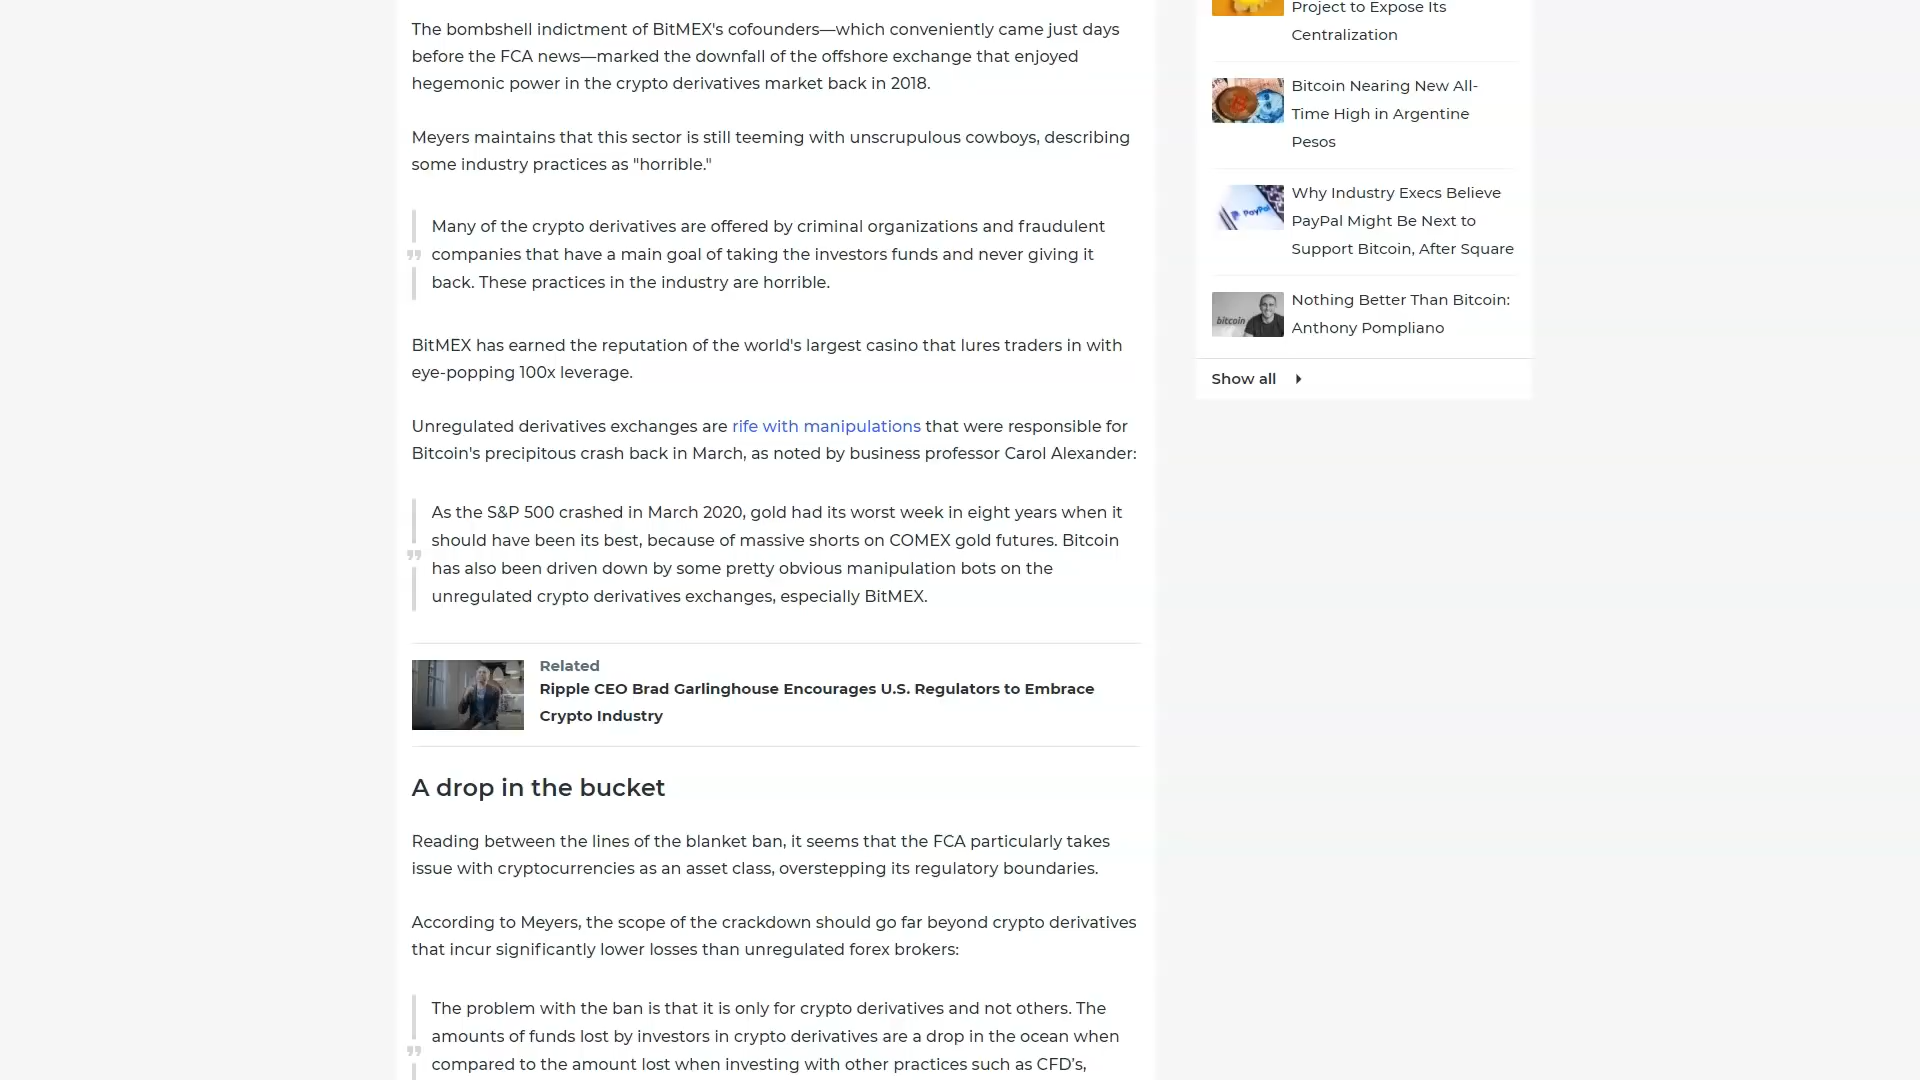 The bombshell indictment of BitMEX's cofounders—which conveniently came just days
before the FCA news—marked the downfall of the offshore exchange that enjoyed
hegemonic power in the crypto derivatives market back in 2018.
Meyers maintains that this sector is still teeming with unscrupulous cowboys, describing
some industry practices as "horrible."
Many of the crypto derivatives are offered by criminal organizations and fraudulent
companies that have a main goal of taking the investors funds and never giving it
back. These practices in the industry are horrible.
BitMEX has earned the reputation of the world's largest casino that lures traders in with
eye-popping 100x leverage.
Unregulated derivatives exchanges are rife with manipulations that were responsible for
Bitcoin's precipitous crash back in March, as noted by business professor Carol Alexander:
As the S&P 500 crashed in March 2020, gold had its worst week in eight years when it
should have been its best, because of massive shorts on COMEX gold futures. Bitcoin
has also been driven down by some pretty obvious manipulation bots on the
unregulated crypto derivatives exchanges, especially BitMEX.
Related
Ripple CEO Brad Garlinghouse Encourages U.S. Regulators to Embrace
Crypto Industry
A drop in the bucket
Reading between the lines of the blanket ban, it seems that the FCA particularly takes
issue with cryptocurrencies as an asset class, overstepping its regulatory boundaries.
According to Meyers, the scope of the crackdown should go far beyond crypto derivatives
that incur significantly lower losses than unregulated forex brokers:
The problem with the ban is that it is only for crypto derivatives and not others. The
amounts of funds lost by investors in crypto derivatives are a drop in the ocean when
compared to the amount lost when investing with other practices such as CFD's,
Project to Expose Its
Centralization
Bitcoin Nearing New All-
Time High in Argentine
Pesos
PayPal
Why Industry Execs Believe
PayPal Might Be Next to
Support Bitcoin, After Square
bitcoin
Nothing Better Than Bitcoin:
Anthony Pompliano
Show all